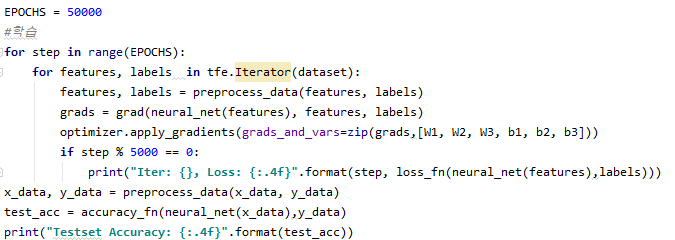 EPOCHS = 50000
#학습
for step in range(EPOCHS):
    for features, labels  in tfe.Iterator(dataset):
        features, labels = preprocess_data(features, labels)
        grads = grad(neural_net(features), features, labels)
        optimizer.apply_gradients(grads_and_vars=zip(grads,[W1, W2, W3, b1, b2, b3]))
        if step % 5000 == 0:
            print("Iter: {}, Loss: {:.4f}".format(step, loss_fn(neural_net(features),labels)))
x_data, y_data = preprocess_data(x_data, y_data)
test_acc = accuracy_fn(neural_net(x_data),y_data)
print("Testset Accuracy: {:.4f}".format(test_acc))